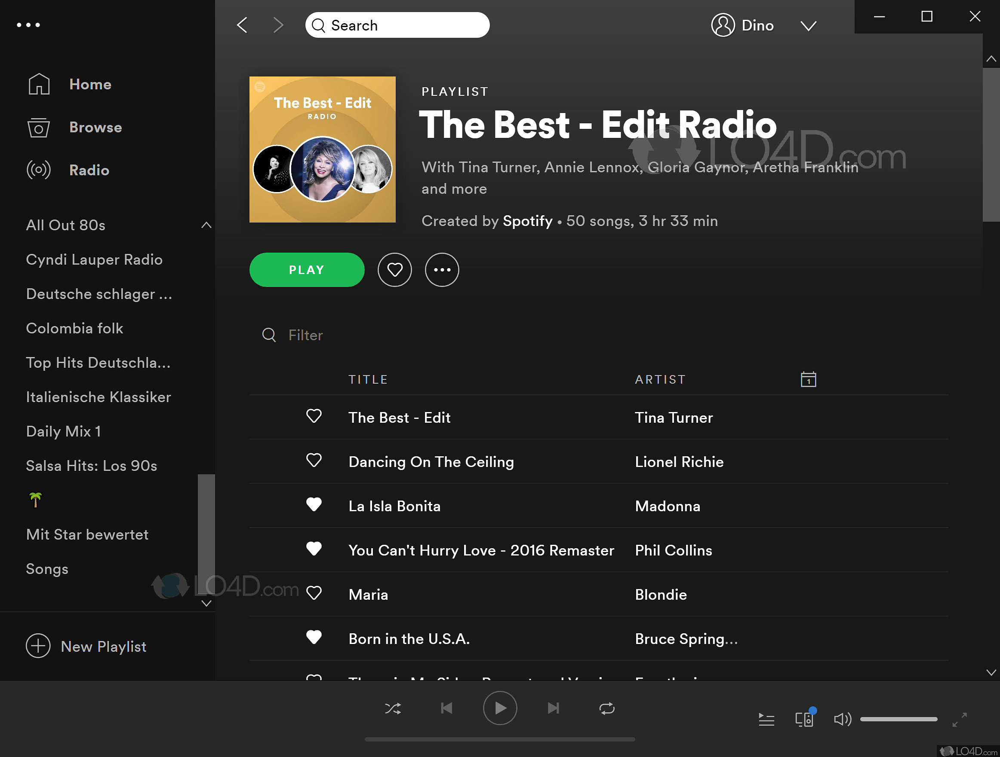 Search
Dino
Home
Browse
Radio
All Out 80s
Cyndi Lauper Radio
Deutsche schlager ...
Colombia folk
Top Hits Deutschla...
Italienische Klassiker
Daily Mix 1
Salsa Hits: Los 90s
Mit Star bewertet
Songs
New Playlist
The Best - Edit
RADIO
PLAYLIST
The Best - Edit Radio
With Tina Turner, Annie Lennox, Gloria Gaynor, Aretha Franklin
and more
Created by Spotify • 50 songs, 3 hr 33 min
LO4D.com
PLAY
Filter
TITLE ARTIST 1
The Best - Edit Tina Turner
Dancing On The Ceiling Lionel Richie
La Isla Bonita Madonna
You Can't Hurry Love - 2016 Remaster Phil Collins
Maria Blondie
Born in the U.S.A. Bruce Spring...
LO4D.com
LO4D.com